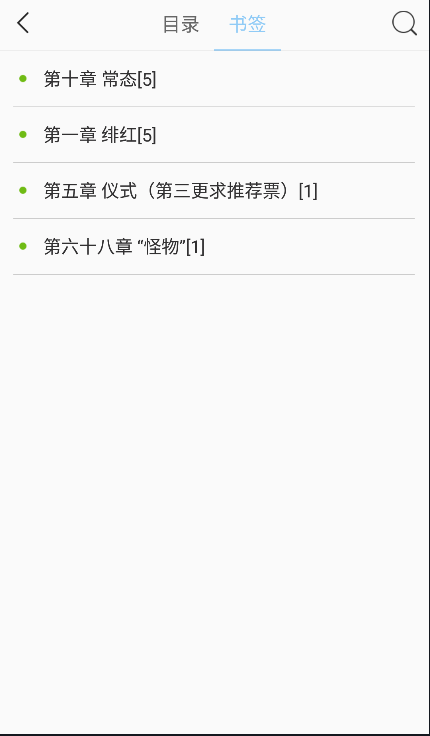 目录 书签
第十章 常态[5]
第一章 绯红[5]
第五章 仪式（第三更求推荐票）[1]
第六十八章 “怪物”[1]